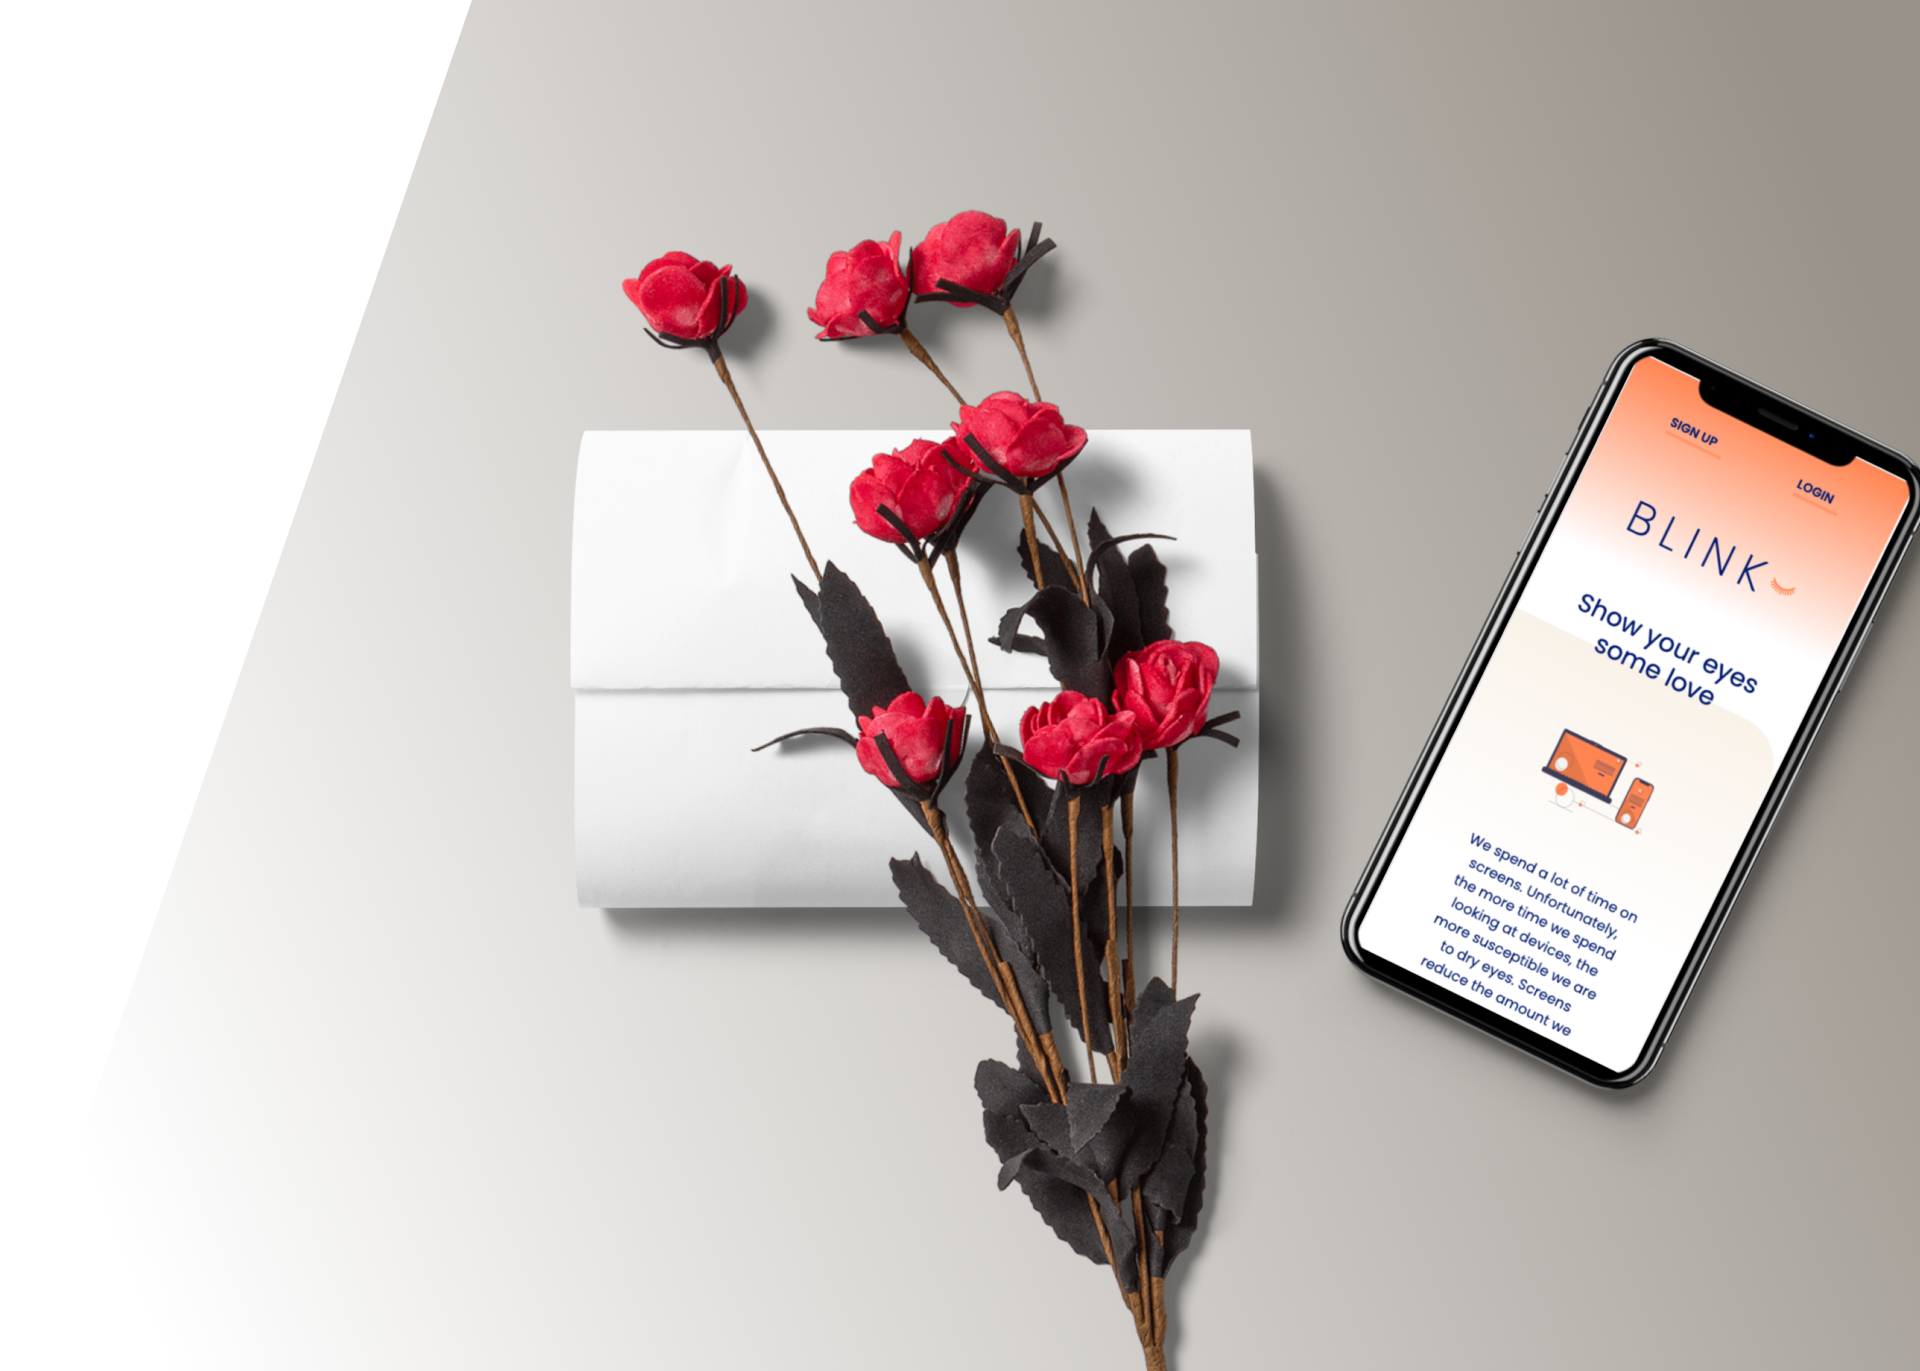 SIGN UP
LOGIN
BLINK
Show your eyes
some love
We spend a lot of time on
screens. Unfortunately,
the more time we spend
looking at devices, the
more susceptible we are
to dry eyes. Screens
reduce the amount we